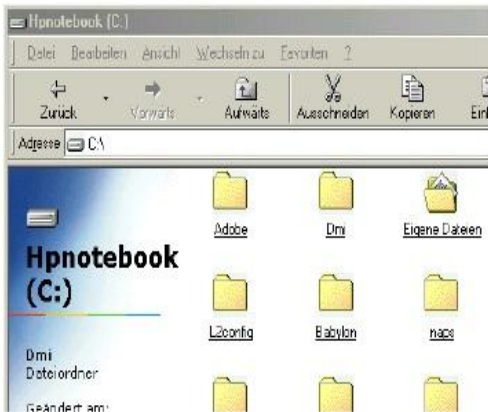 Hpnotebook (C:)
Datei Bearbeiten Ansicht Wechseln zu Favoriten ?
Zurück Vorwärts Aufwärts Ausschneiden Kopieren Einf
Adresse C:\
Adobe Dmi Eigene Dateien
Hpnotebook
(C:)
L2config Babylon naps
Dmi
Dateiordner
Geändert am: